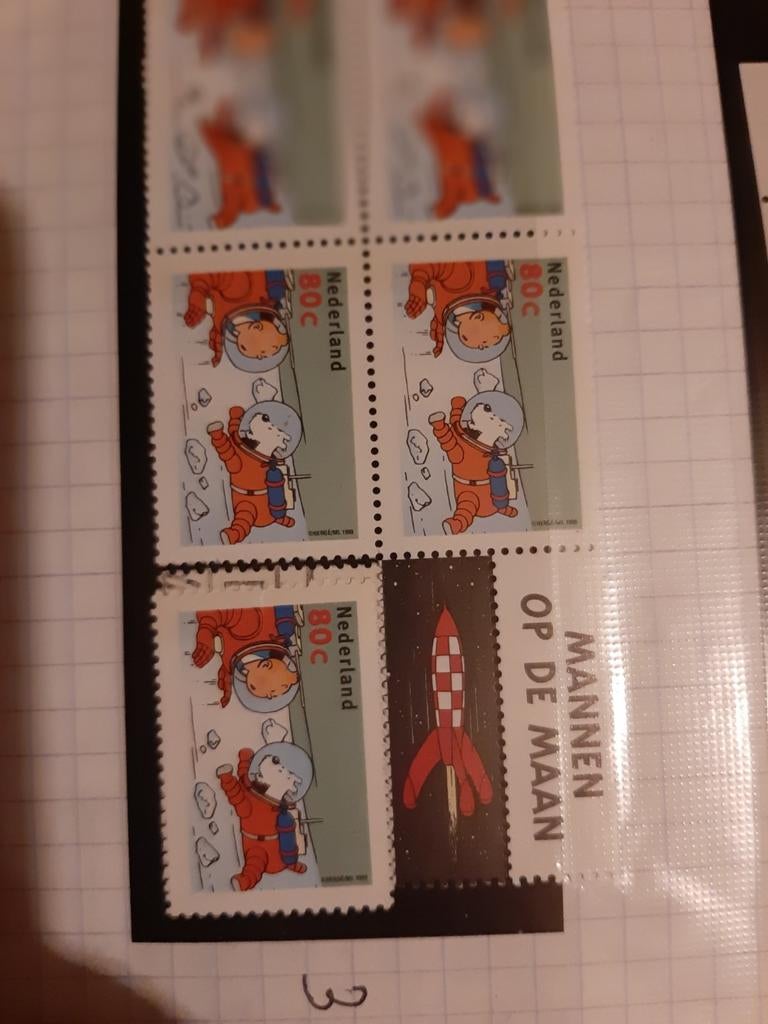 Nederland
80c
Nederland
80c
Nederland
80c
MANNEN
OP DE MAAN
3